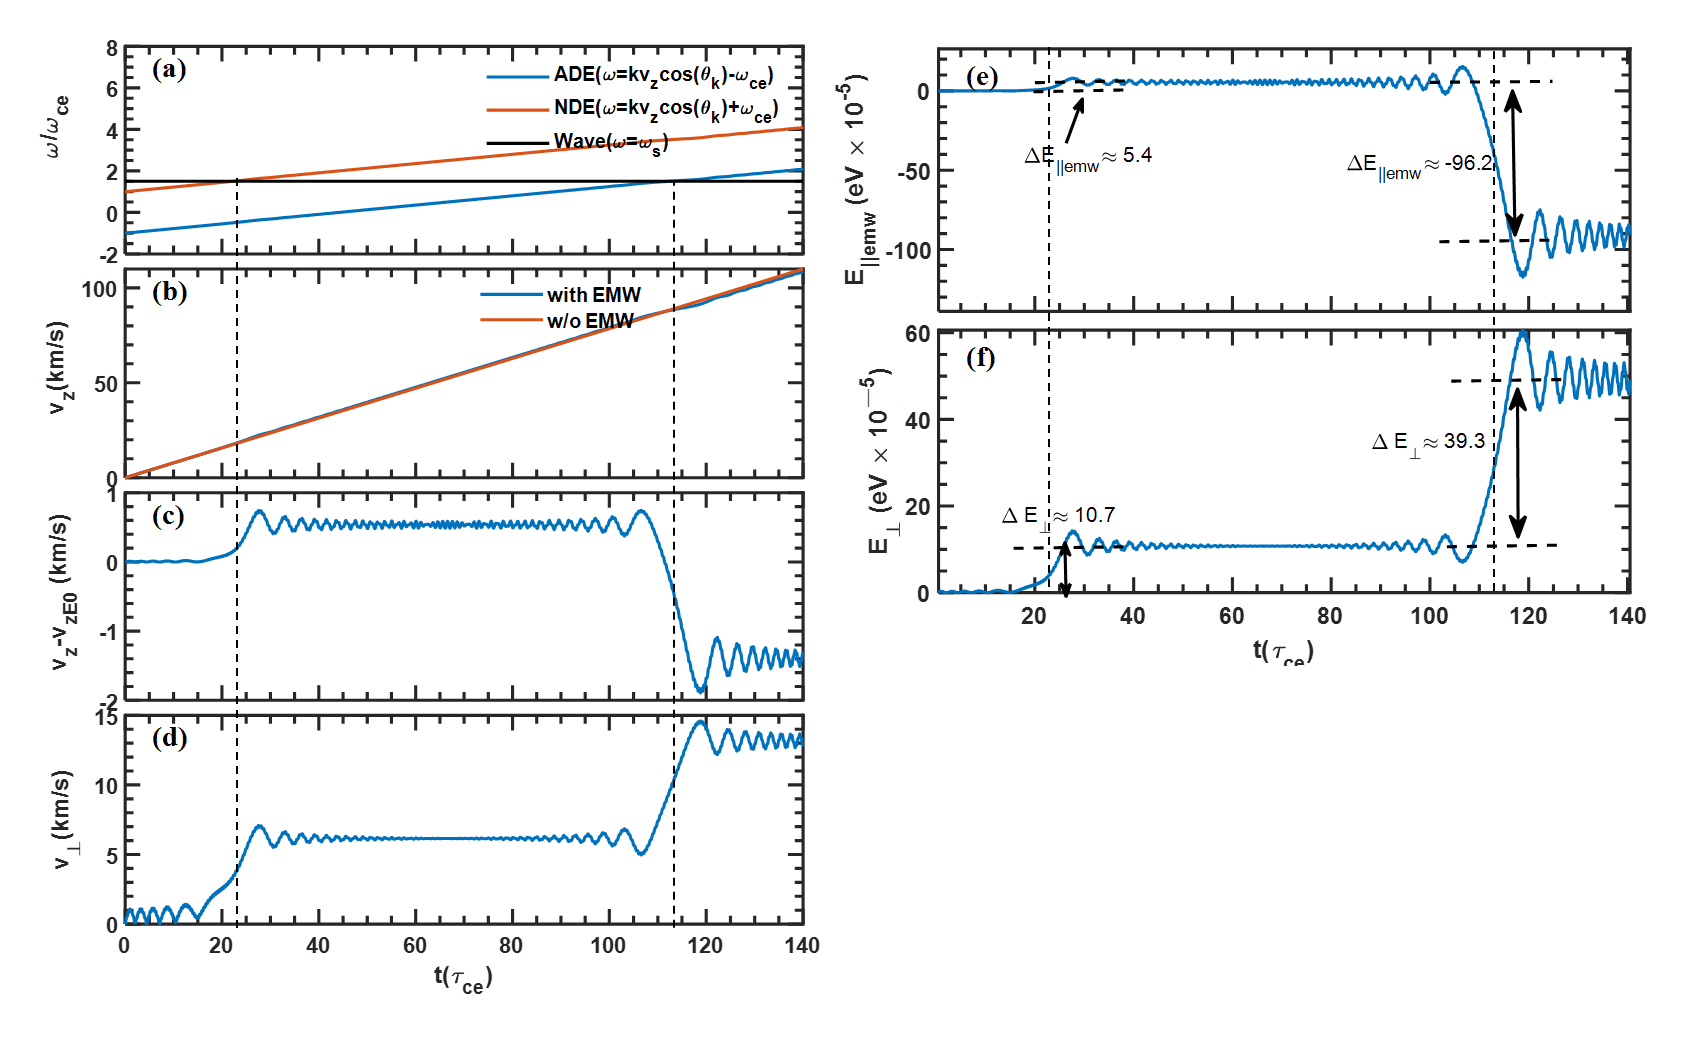 (a)
ω/ω_ce
8
6
4
2
0
-2
ADE(ω=kv_zcos(θ_k)-ω_ce)
NDE(ω=kv_zcos(θ_k)+ω_ce)
Wave(ω=ω_s)
(b)
v_z(km/s)
100
50
0
with EMW
w/o EMW
(c)
v_z-v_zE0 (km/s)
1
0
-1
-2
(d)
v_⊥(km/s)
15
10
5
0
0 20 40 60 80 100 120 140
t(τ_ce)
(e)
E_||emw (eV × 10^-5)
0
-50
-100
ΔE_||emw≈ 5.4
ΔE_||emw≈ -96.2
(f)
E_⊥ (eV × 10^—5)
60
40
20
0
Δ E_⊥≈ 10.7
Δ E_⊥≈ 39.3
20 40 60 80 100 120 140
t(τ_ce)